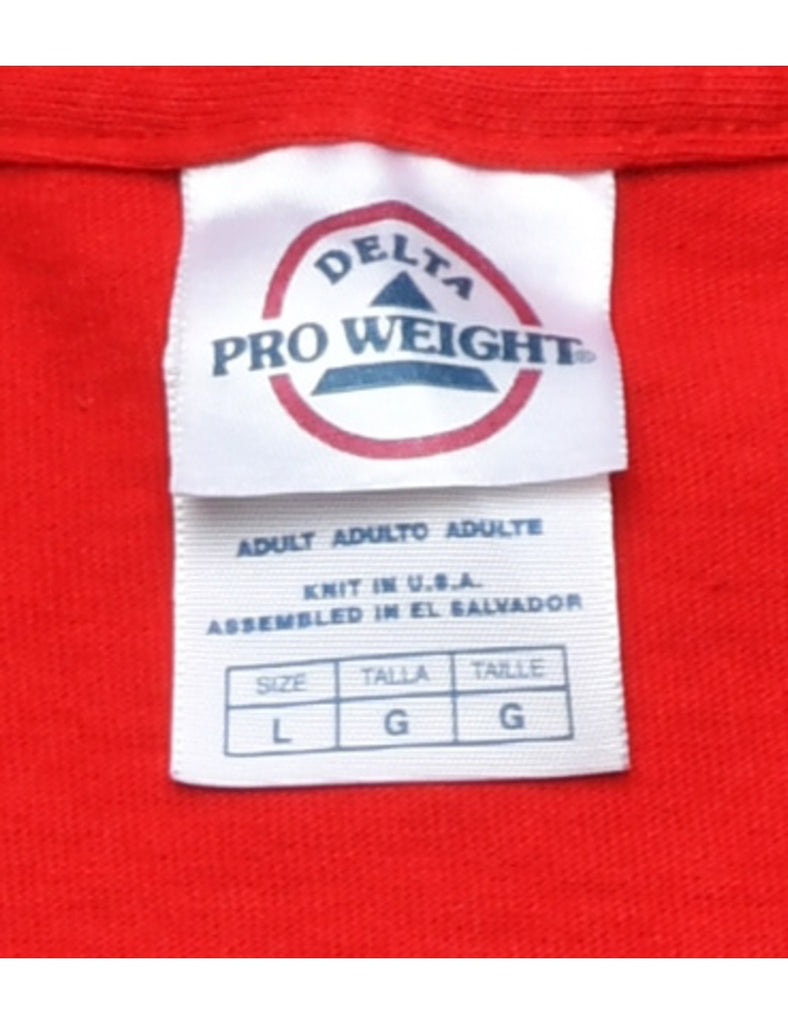 DELTA
PRO WEIGHT®
ADULT ADULTO ADULTE
KNIT IN U.S.A.
ASSEMBLED IN EL SALVADOR
SIZE TALLA TAILLE
L G G